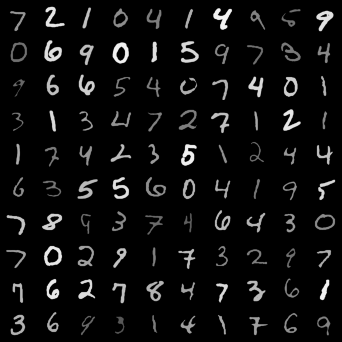 7 2 1 0 4 1 4 9 5 9
0 6 9 0 1 5 9 7 3 4
9 6 6 5 4 0 7 4 0 1
3 1 3 4 7 2 7 1 2 1
1 7 4 2 3 5 1 2 4 4
6 3 5 5 6 0 4 1 9 5
7 8 9 3 7 4 6 4 3 0
7 0 2 9 1 7 3 2 9 7
7 6 2 7 8 4 7 3 6 1
3 6 9 3 1 4 1 7 6 9